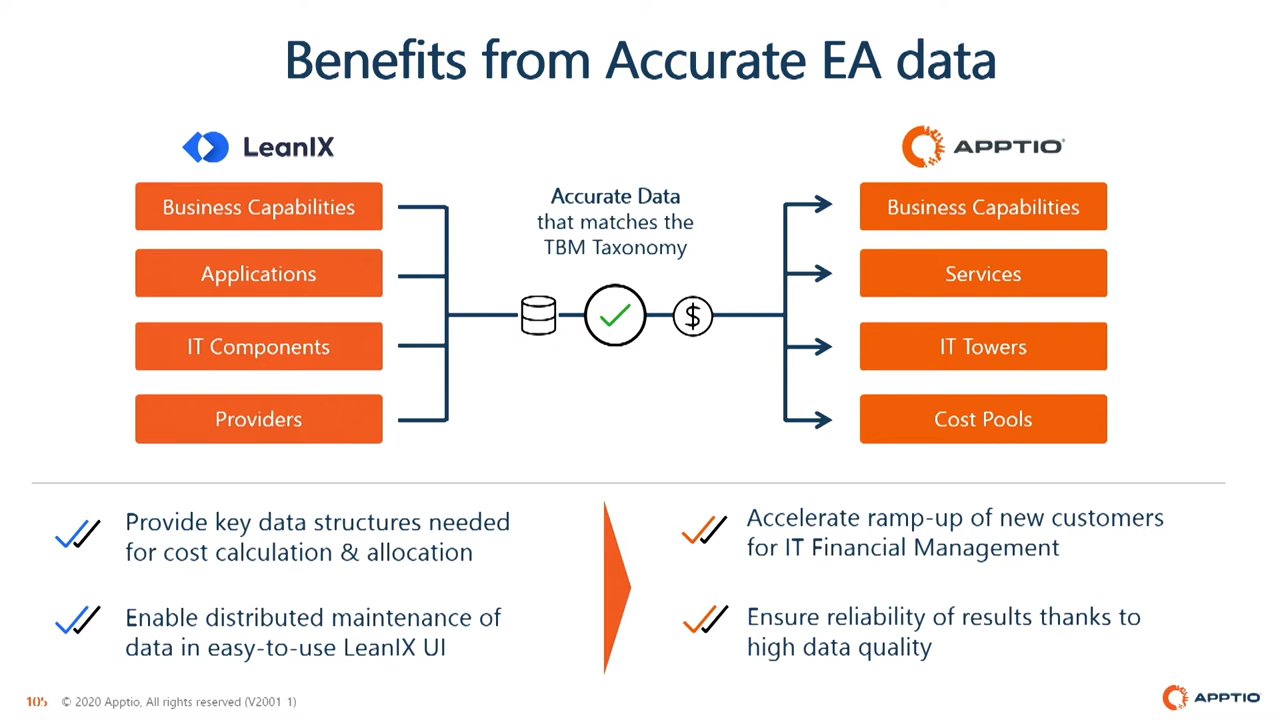 Benefits from Accurate EA data
LeanIX
APPTIO
Business Capabilities
Applications
IT Components
Providers
Accurate Data
that matches the
TBM Taxonomy
$
Business Capabilities
Services
IT Towers
Cost Pools
Provide key data structures needed
for cost calculation & allocation
Enable distributed maintenance of
data in easy-to-use LeanIX UI
Accelerate ramp-up of new customers
for IT Financial Management
Ensure reliability of results thanks to
high data quality
105 © 2020 Apptio, All rights reserved (V2001 1)
APPTIO